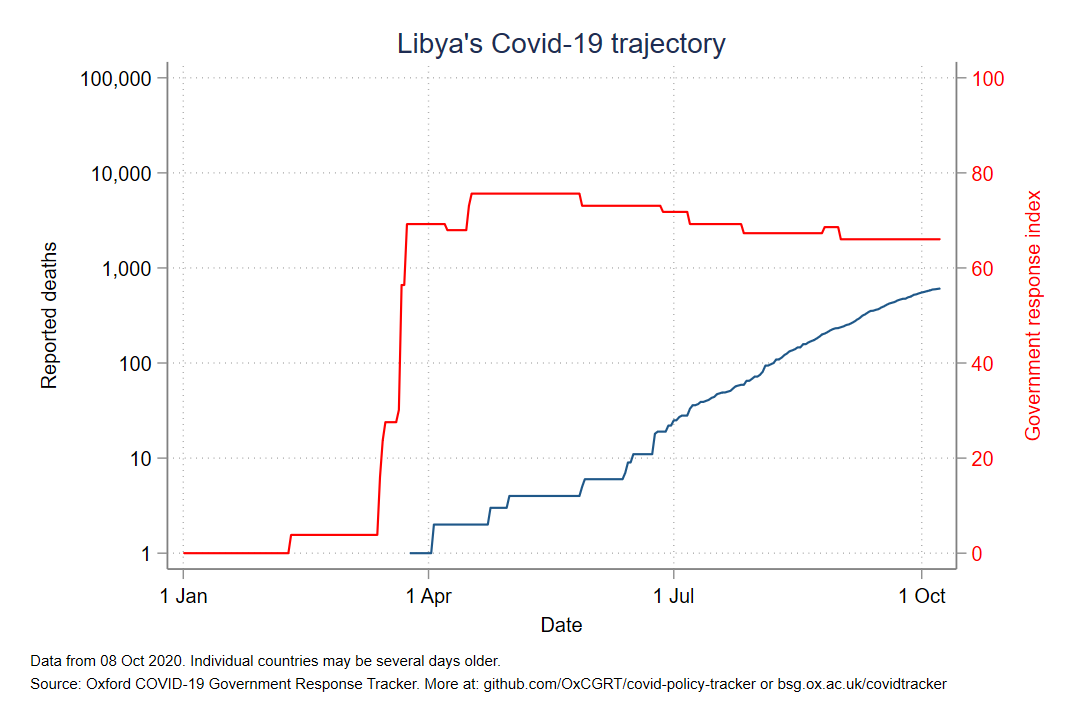 Libya's Covid-19 trajectory
100,000
10,000
1,000
100
10
1
Reported deaths
100
80
60
40
20
0
Government response index
1 Jan
1 Apr
1 Jul
1 Oct
Date
Data from 08 Oct 2020. Individual countries may be several days older.
Source: Oxford COVID-19 Government Response Tracker. More at: github.com/OxCGRT/covid-policy-tracker or bsg.ox.ac.uk/covidtracker